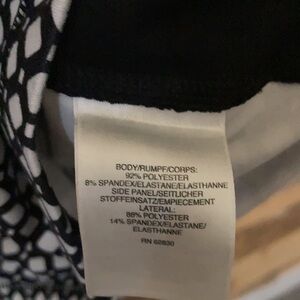 BODY/RUMPF/CORPS:
92% POLYESTER
8% SPANDEX/ELASTANE/ELASTHANNE
SIDE PANEL/SEITLICHER
STOFFEINSATZ/EMPIECEMENT
LATERAL:
86% POLYESTER
14% SPANDEX/ELASTANE/
ELASTHANNE
RN 62830